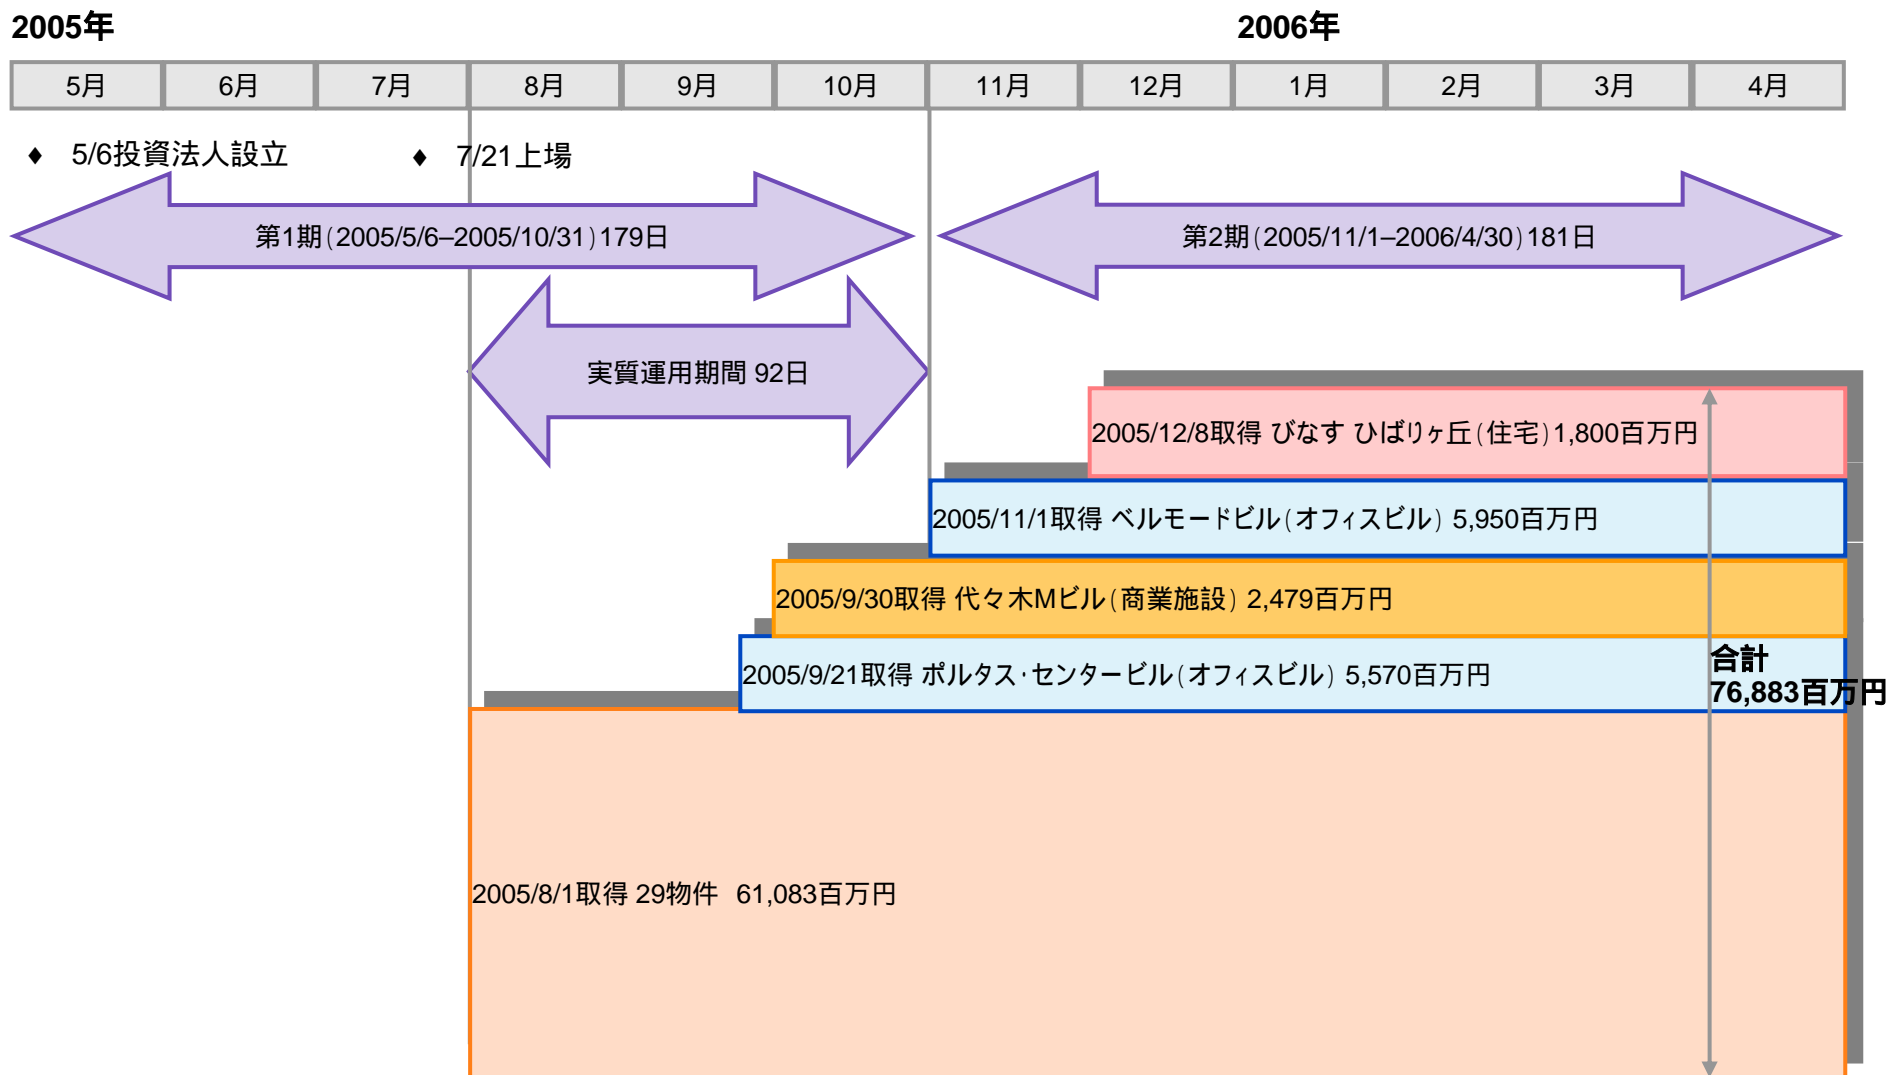 2005年
2006年
5月 6月 7月 8月 9月 10月 11月 12月 1月 2月 3月 4月
♦ 5/6投資法人設立 ♦ 7/21上場
第1期(2005/5/6–2005/10/31)179日
第2期(2005/11/1–2006/4/30)181日
実質運用期間 92日
2005/12/8取得 びなす ひばりヶ丘(住宅)1,800百万円
2005/11/1取得 ベルモードビル(オフィスビル) 5,950百万円
2005/9/30取得 代々木Mビル(商業施設) 2,479百万円
2005/9/21取得 ポルタス・センタービル(オフィスビル) 5,570百万円
合計
76,883百万円
2005/8/1取得 29物件 61,083百万円